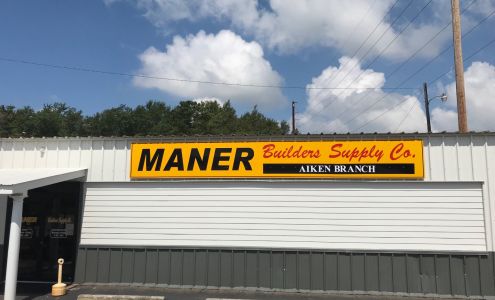 MANER Builders Supply Co.
AIKEN BRANCH